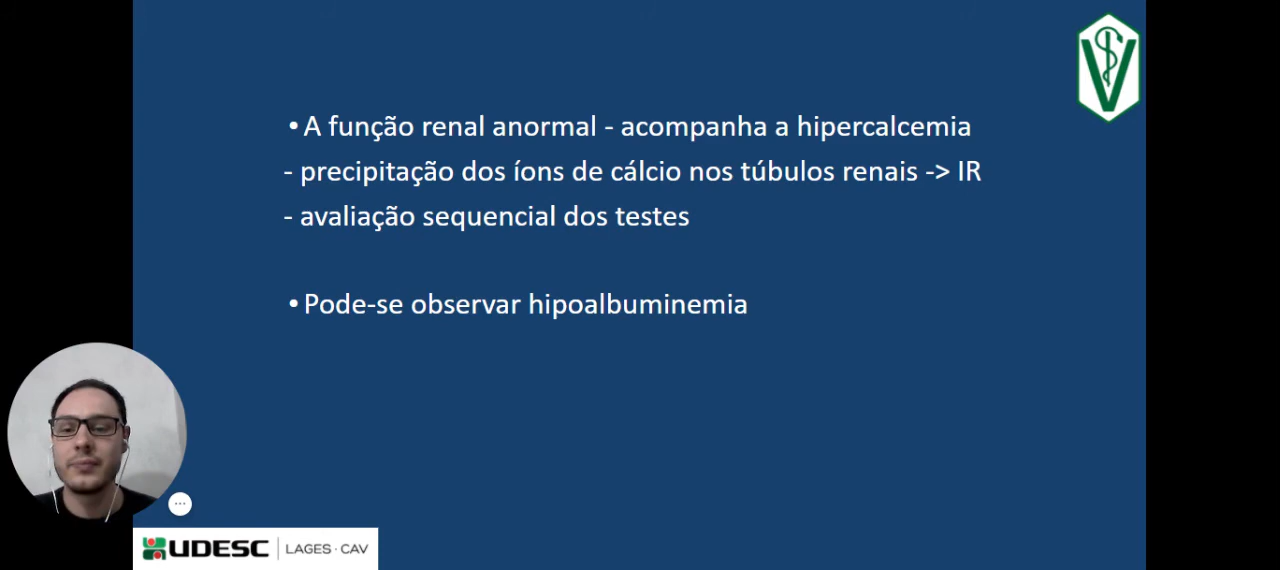 • A função renal anormal - acompanha a hipercalcemia
- precipitação dos íons de cálcio nos túbulos renais -> IR
- avaliação sequencial dos testes
• Pode-se observar hipoalbuminemia
V
UDESC | LAGES · CAV